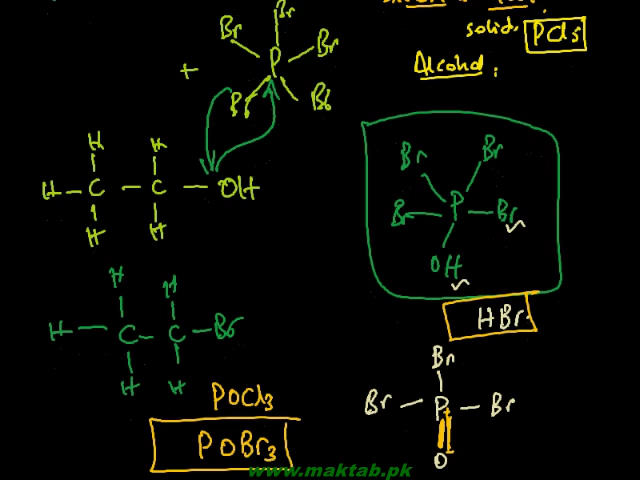 solid. PCl5
Alcohol.
Br
Br Br
+ P
Br Br
H H
H - C - C - OH
H H
Br Br
Br P Br
OH
HBr.
H H
H C - C - Br
H H
Br
Br - P - Br
O
POCl3
POBr3
www.maktab.pk